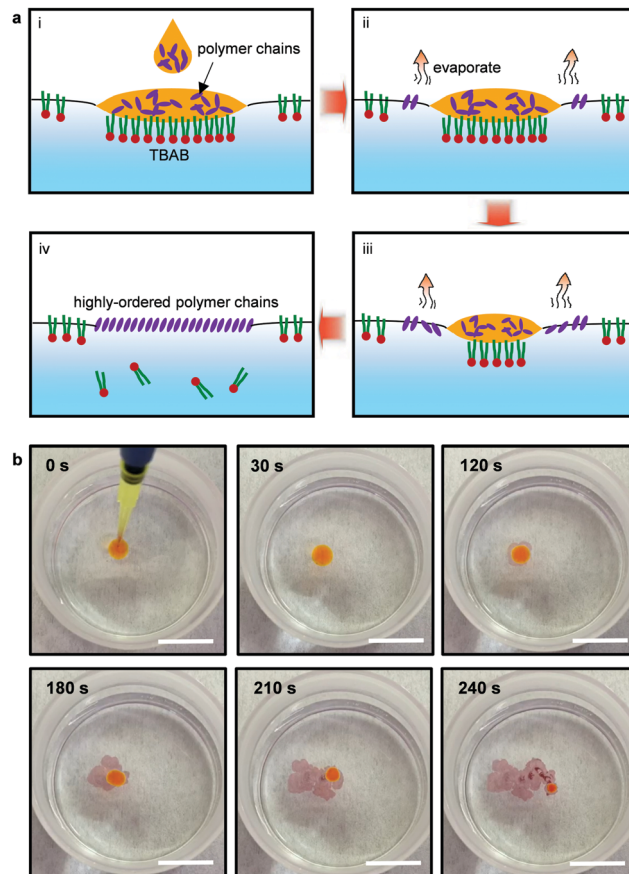 a
i
polymer chains
TBAB
ii
evaporate
iv
highly-ordered polymer chains
iii
b
0 s
30 s
120 s
180 s
210 s
240 s